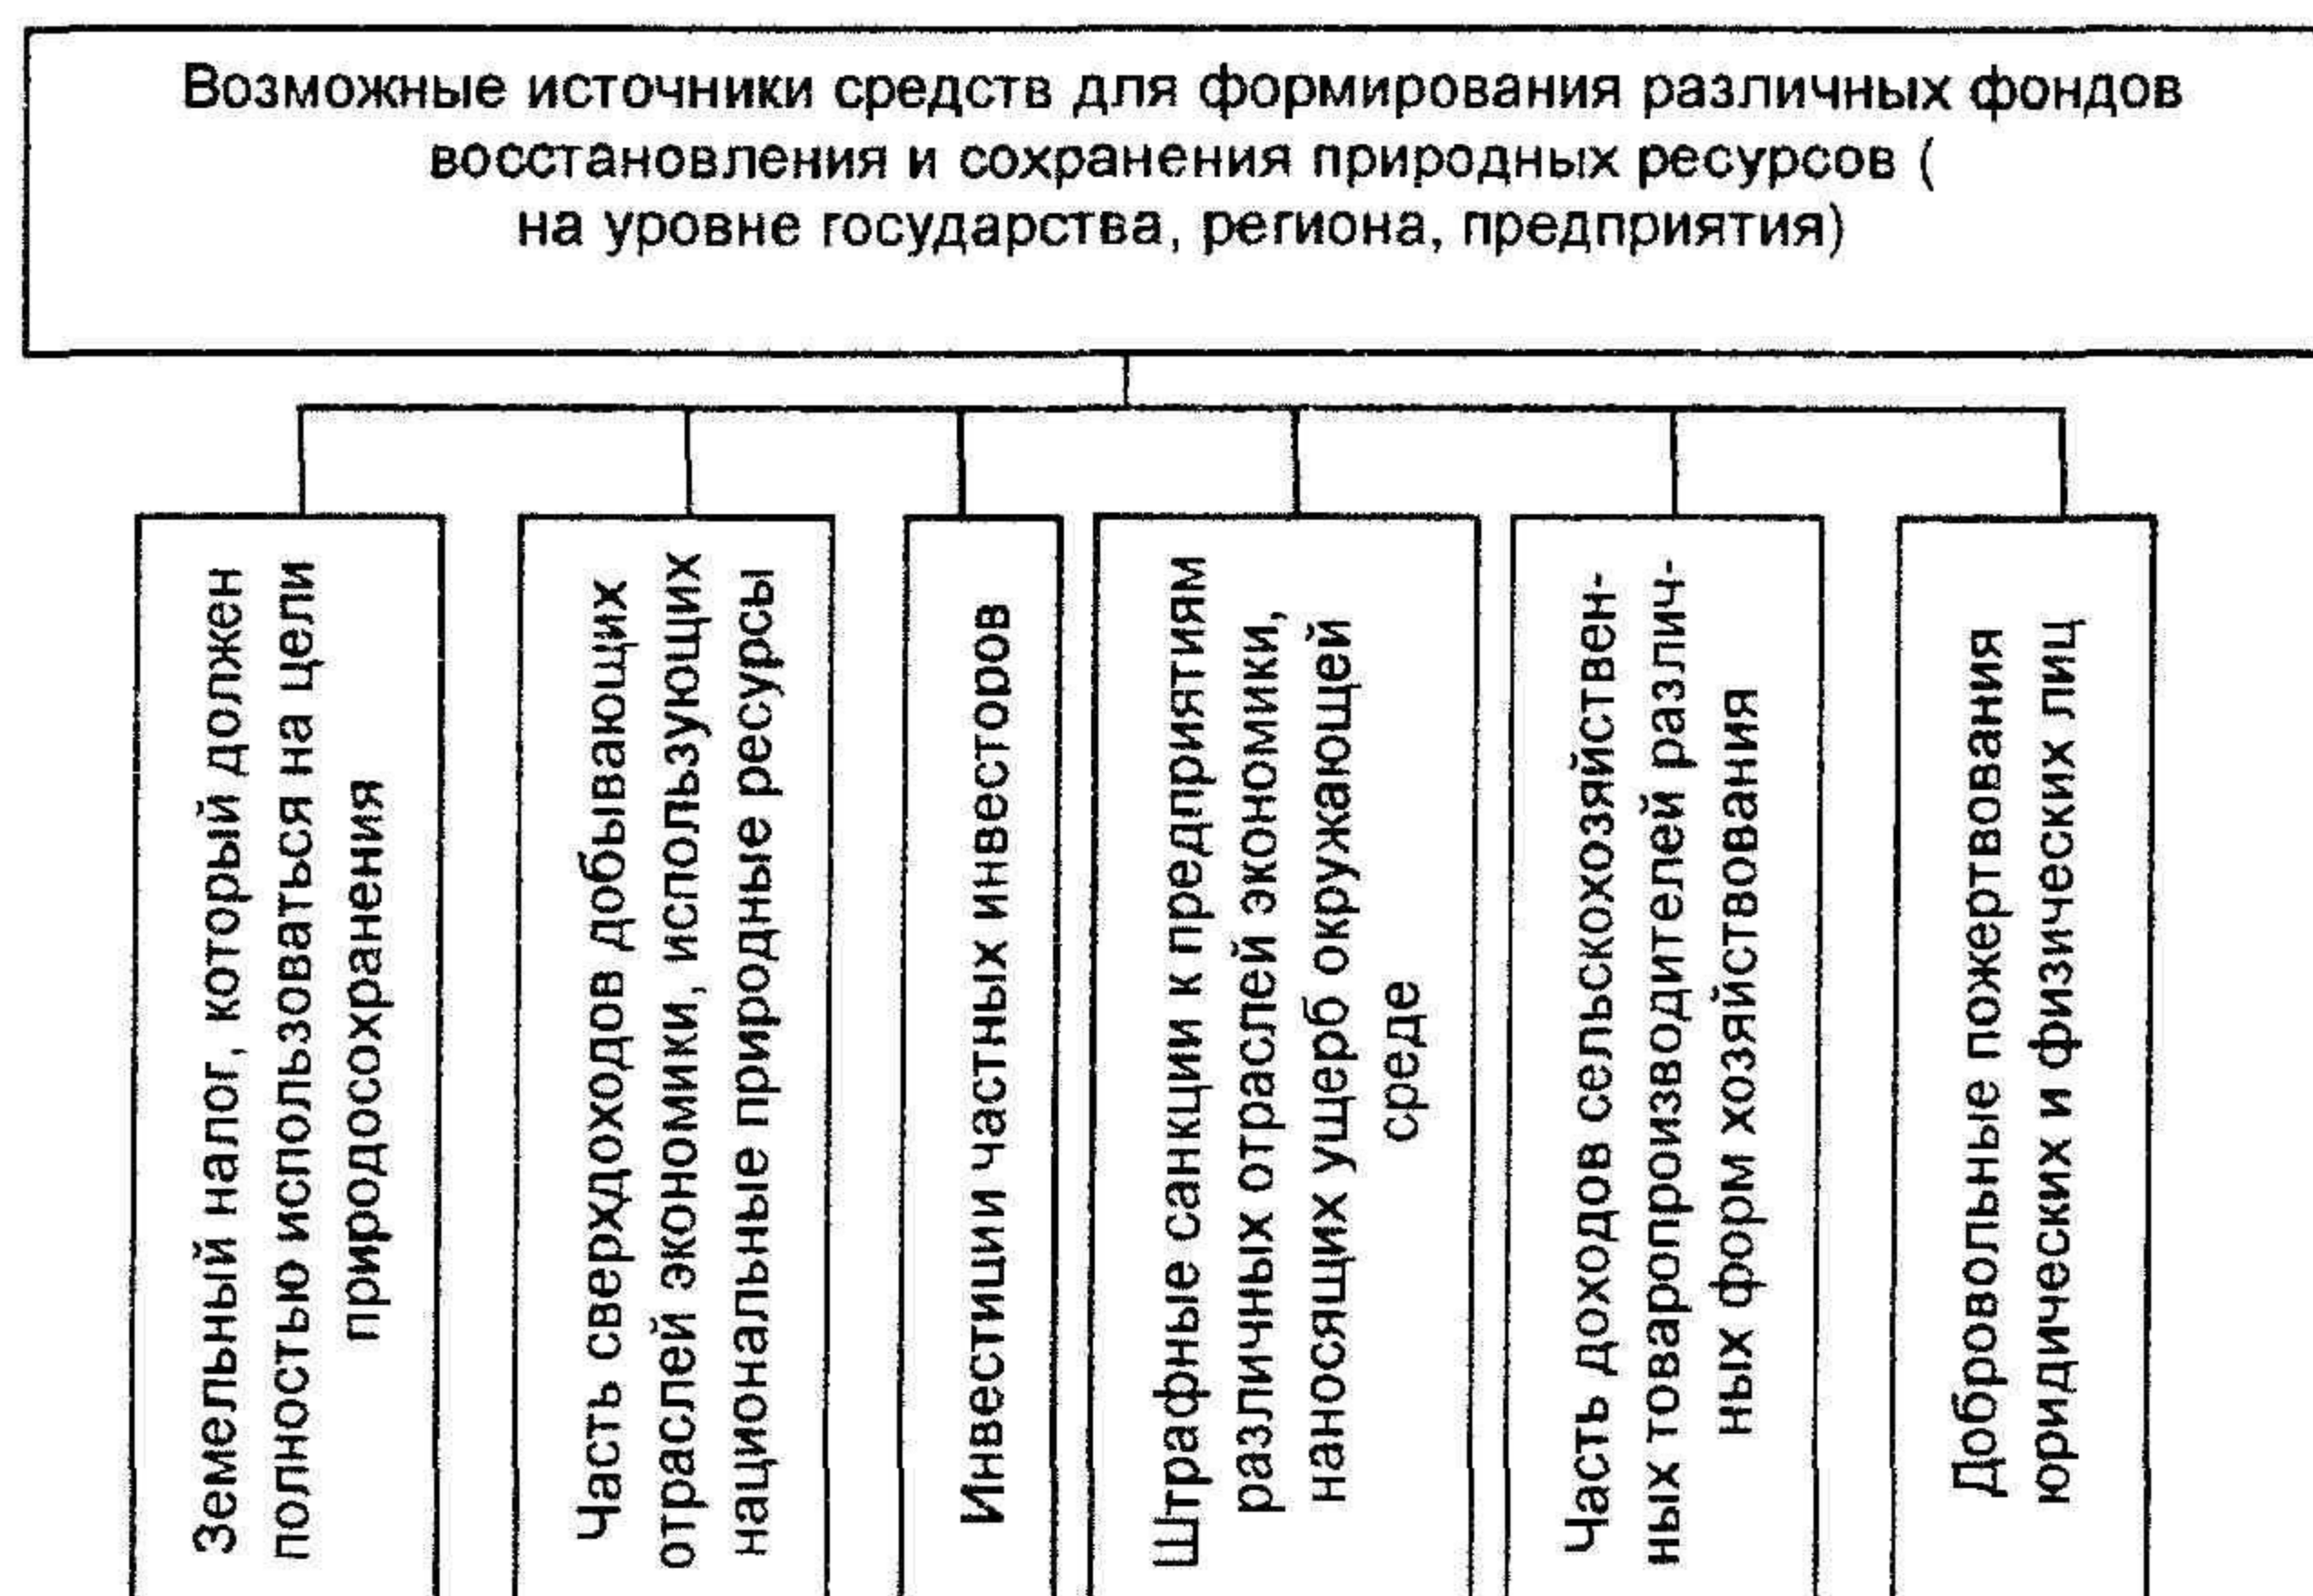 Возможные источники средств для формирования различных фондов
восстановления и сохранения природных ресурсов (
на уровне государства, региона, предприятия)
Земельный налог, который должен
полностью использоваться на цели
природосохранения
Часть сверхдоходов добывающих
отраслей экономики, использующих
национальные природные ресурсы
Инвестиции частных инвесторов
Штрафные санкции к предприятиям
различных отраслей экономики,
наносящих ущерб окружающей
среде
Часть доходов сельскохозяйствен-
ных товаропроизводителей различ-
ных форм хозяйствования
Добровольные пожертвования
юридических и физических лиц